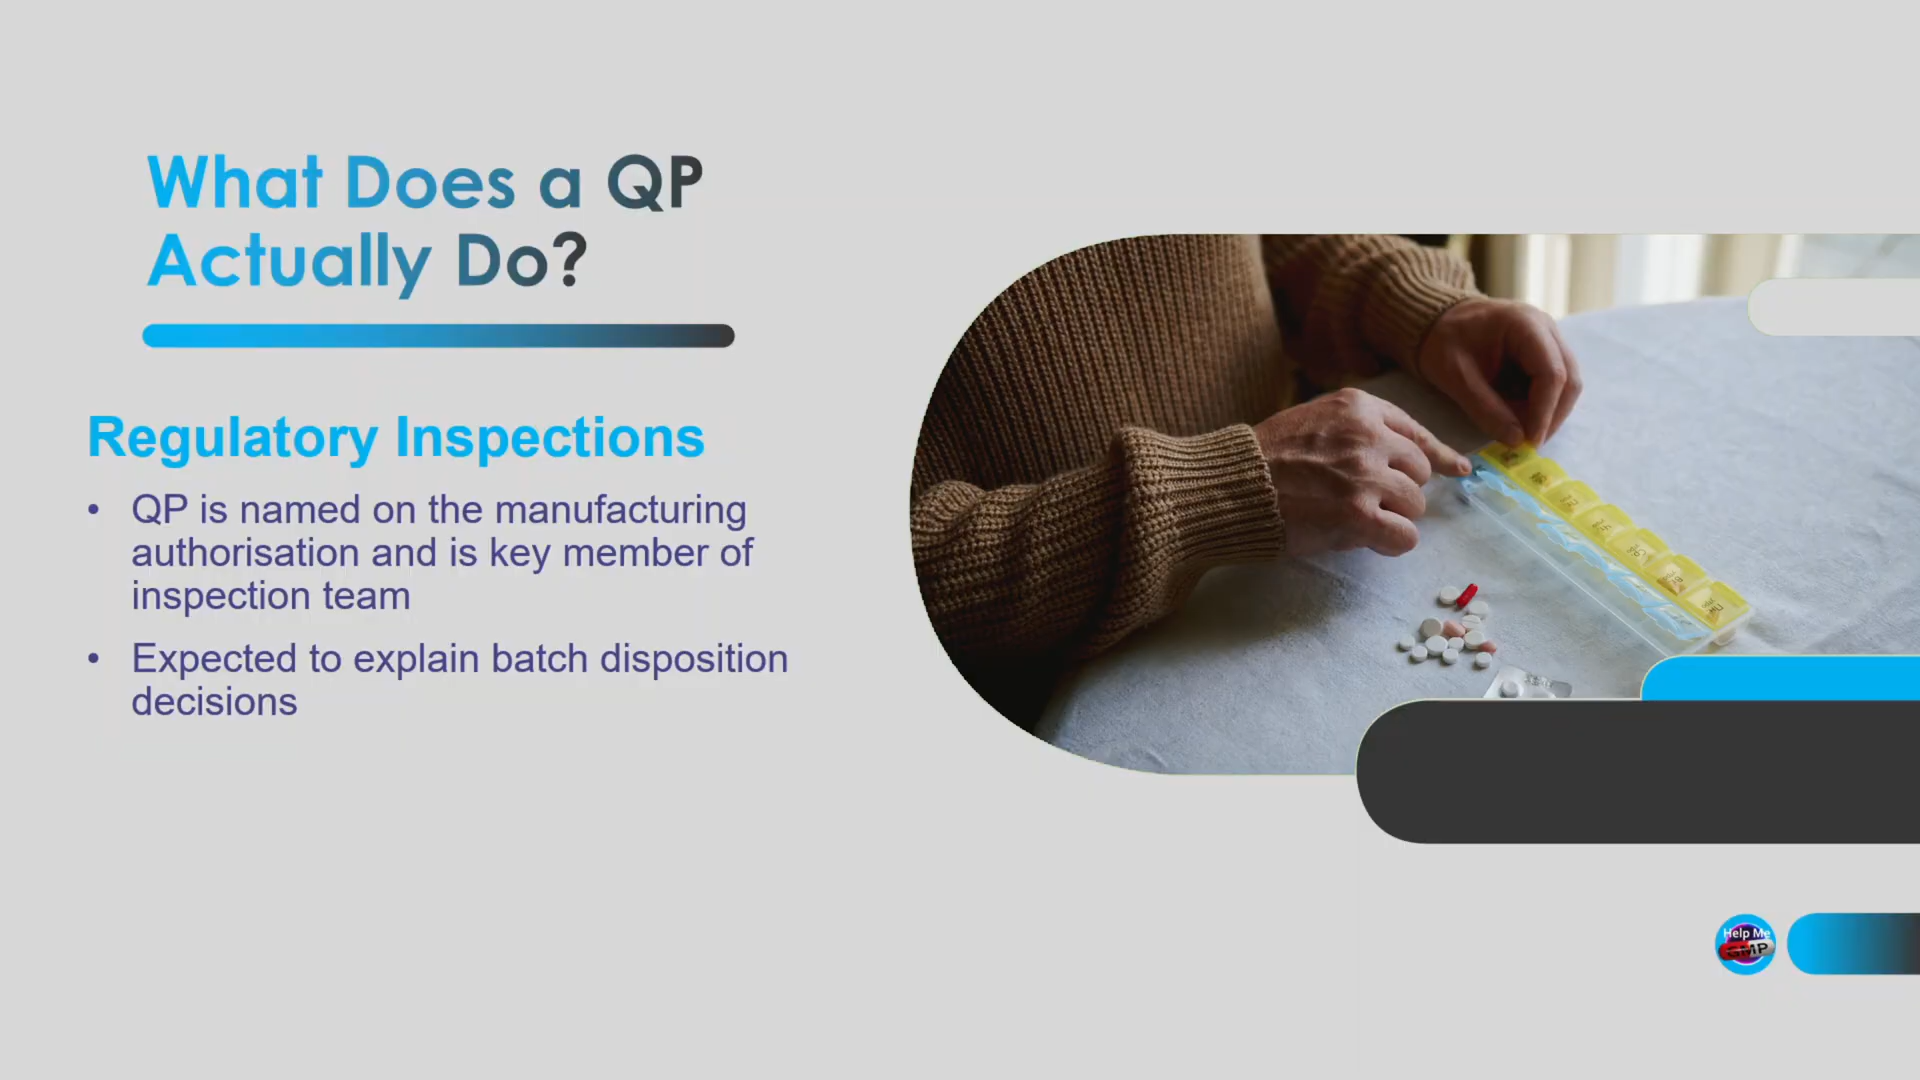 What Does a QP
Actually Do?
Regulatory Inspections
• QP is named on the manufacturing
authorisation and is key member of
inspection team
• Expected to explain batch disposition
decisions
Help Me
GMP